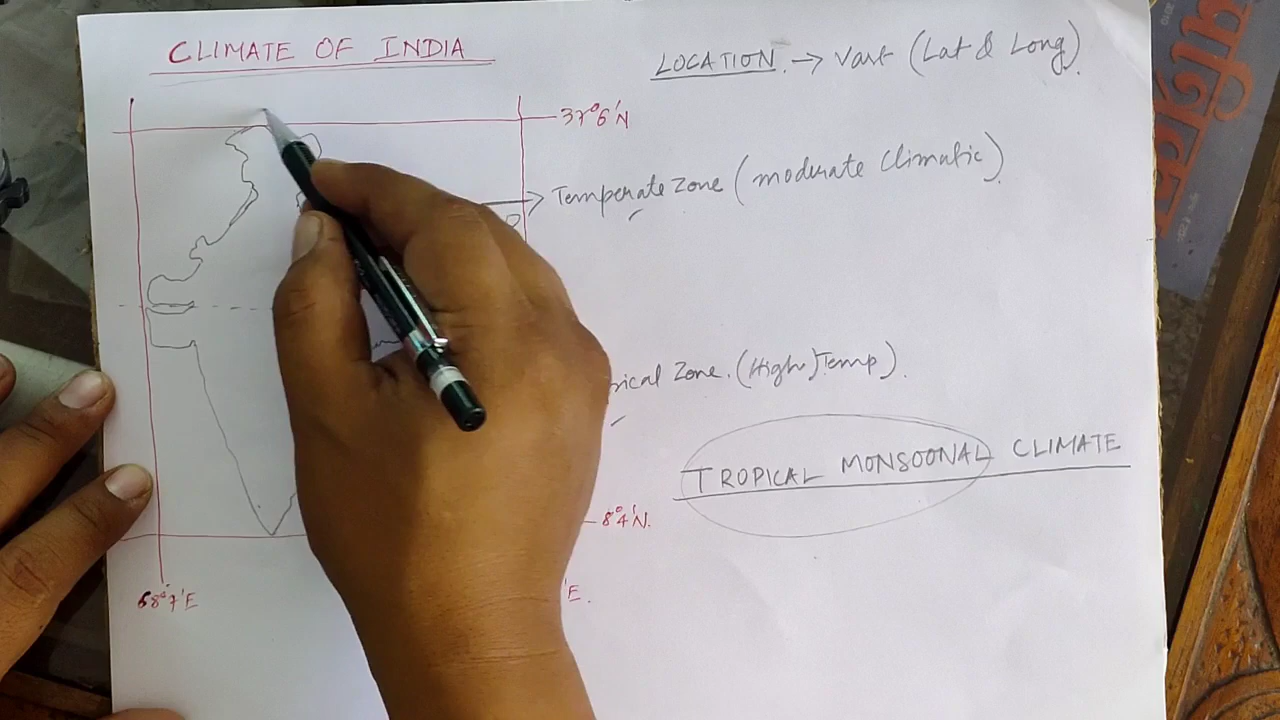 CLIMATE OF INDIA
LOCATION. → Vast (Lat & Long)
37°6'N
Temperate Zone (moderate Climatic)
rical Zone. (High) Temp).
TROPICAL MONSOONAL CLIMATE
8°4'N.
68°7'E
'E.